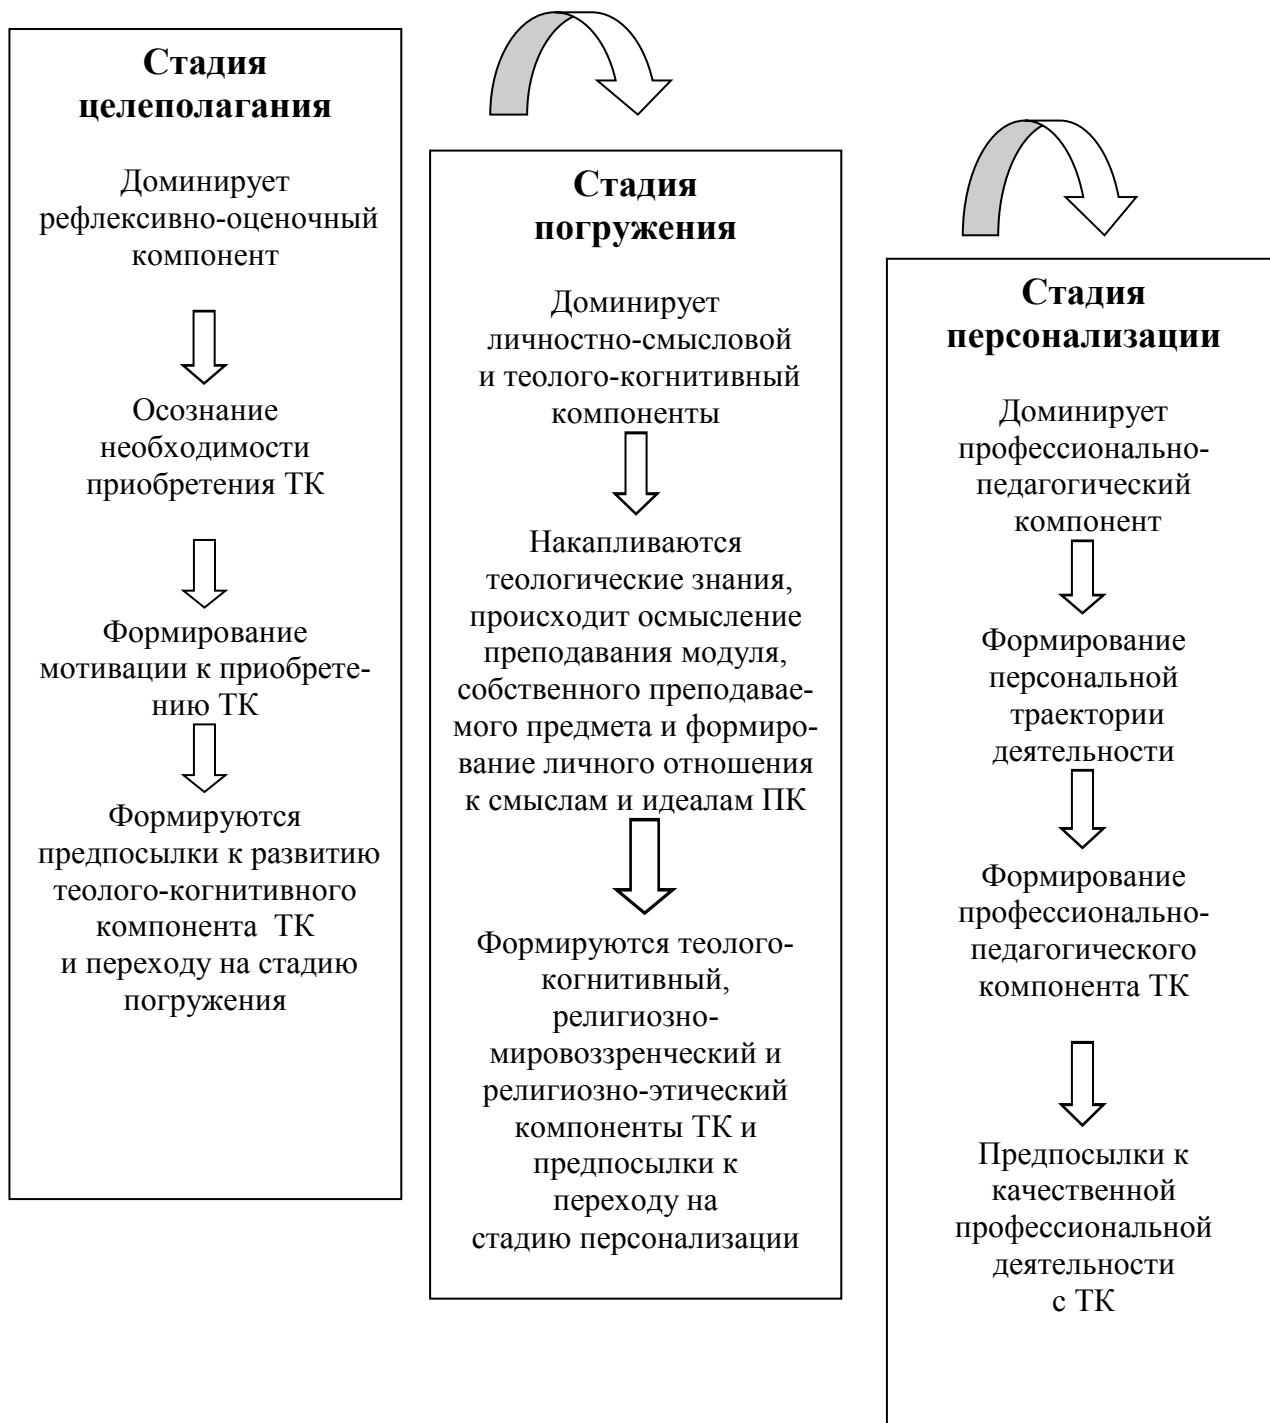 Стадия
целеполагания
Доминирует
рефлексивно-оценочный
компонент
Осознание
необходимости
приобретения ТК
Формирование
мотивации к приобрете-
нию ТК
Формируются
предпосылки к развитию
теолого-когнитивного
компонента ТК
и переходу на стадию
погружения
Стадия
погружения
Доминирует
личностно-смысловой
и теолого-когнитивный
компоненты
Накапливаются
теологические знания,
происходит осмысление
преподавания модуля,
собственного преподавае-
мого предмета и формиро-
вание личного отношения
к смыслам и идеалам ПК
Формируются теолого-
когнитивный,
религиозно-
мировоззренческий и
религиозно-этический
компоненты ТК и
предпосылки к
переходу на
стадию персонализации
Стадия
персонализации
Доминирует
профессионально-
педагогический
компонент
Формирование
персональной
траектории
деятельности
Формирование
профессионально-
педагогического
компонента ТК
Предпосылки к
качественной
профессиональной
деятельности
с ТК